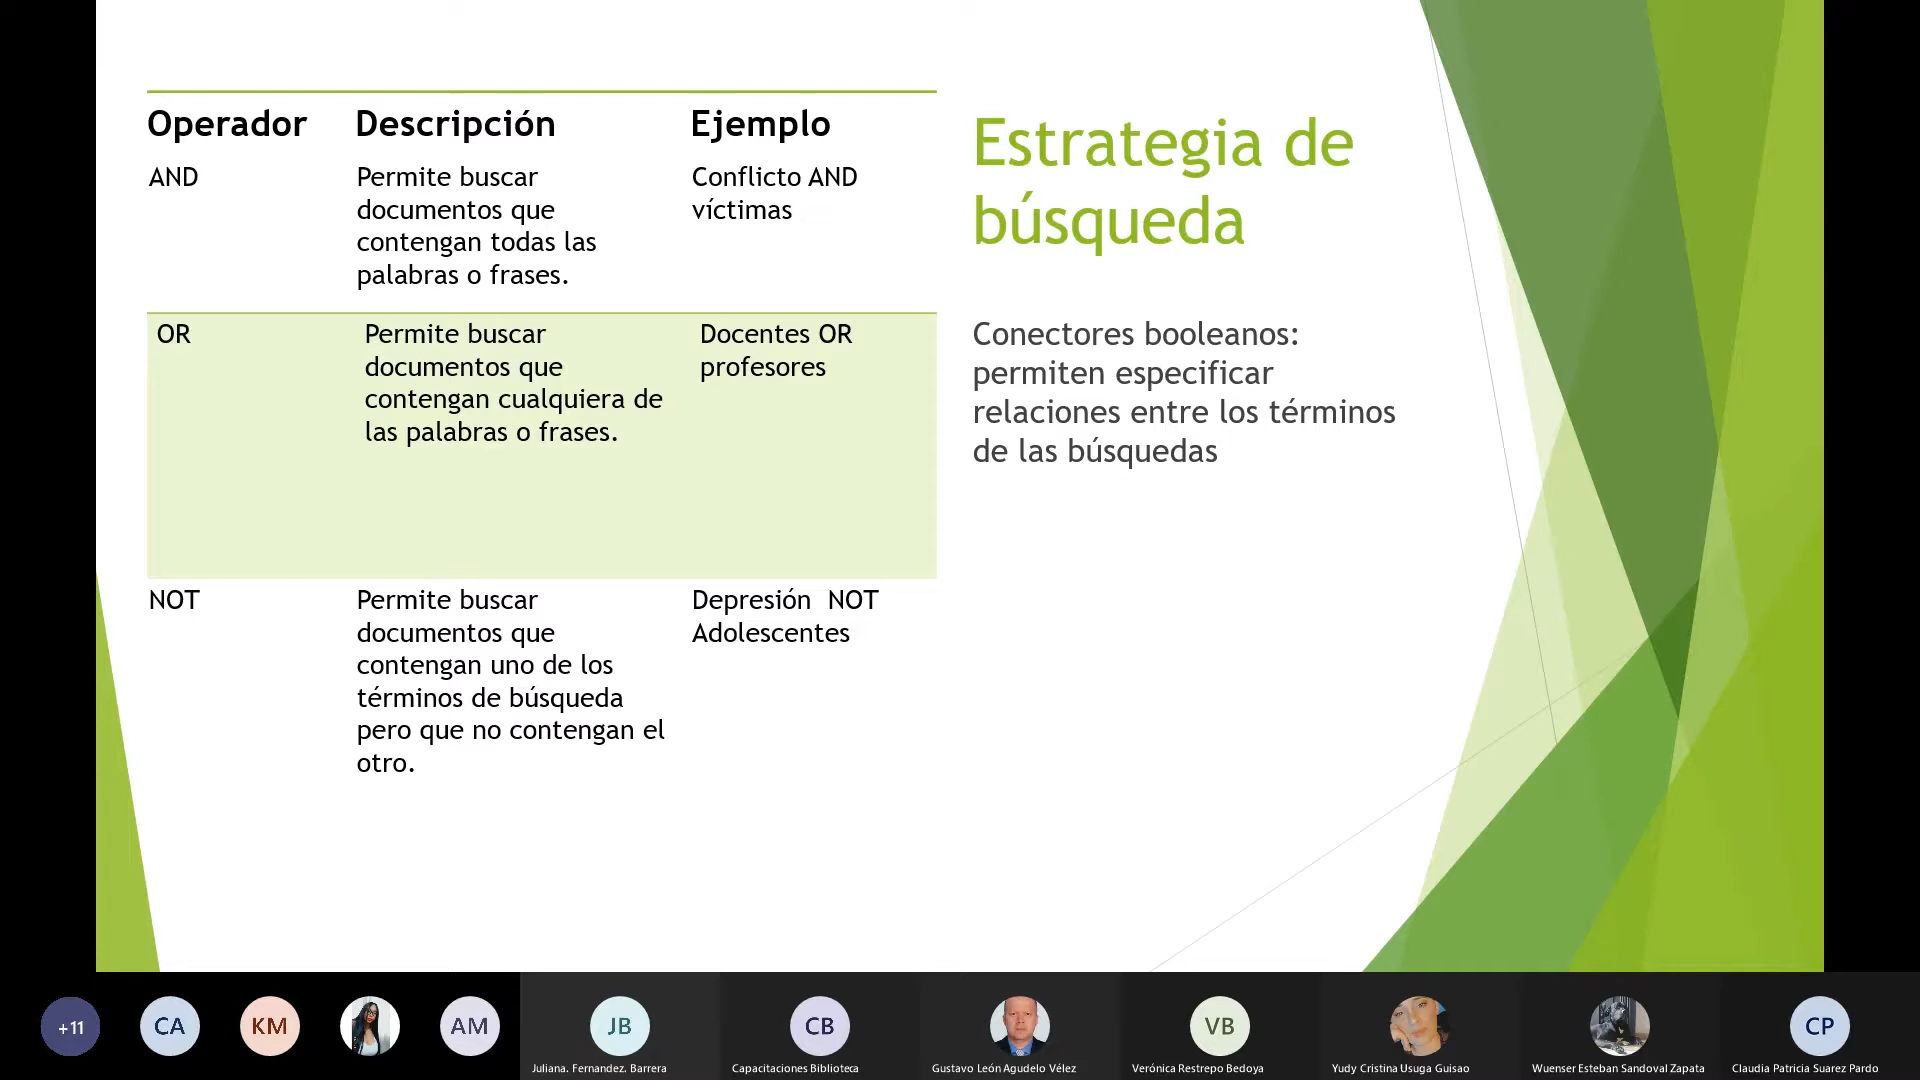 Operador Descripción Ejemplo
AND
Permite buscar
documentos que
contengan todas las
palabras o frases.
Conflicto AND
víctimas
OR
Permite buscar
documentos que
contengan cualquiera de
las palabras o frases.
Docentes OR
profesores
NOT
Permite buscar
documentos que
contengan uno de los
términos de búsqueda
pero que no contengan el
otro.
Depresión NOT
Adolescentes
Estrategia de
búsqueda
Conectores booleanos:
permiten especificar
relaciones entre los términos
de las búsquedas
+11
CA
KM
AM
JB
Juliana. Fernandez. Barrera
CB
Capacitaciones Biblioteca
Gustavo León Agudelo Vélez
VB
Verónica Restrepo Bedoya
Yudy Cristina Usuga Guisao
Wuenser Esteban Sandoval Zapata
CP
Claudia Patricia Suarez Pardo